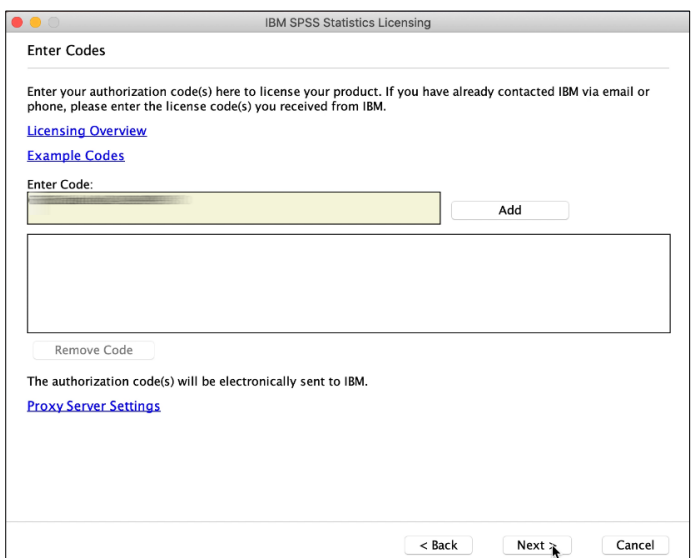 IBM SPSS Statistics Licensing
Enter Codes
Enter your authorization code(s) here to license your product. If you have already contacted IBM via email or
phone, please enter the license code(s) you received from IBM.
Licensing Overview
Example Codes
Enter Code:
Add
Remove Code
The authorization code(s) will be electronically sent to IBM.
Proxy Server Settings
< Back Next > Cancel